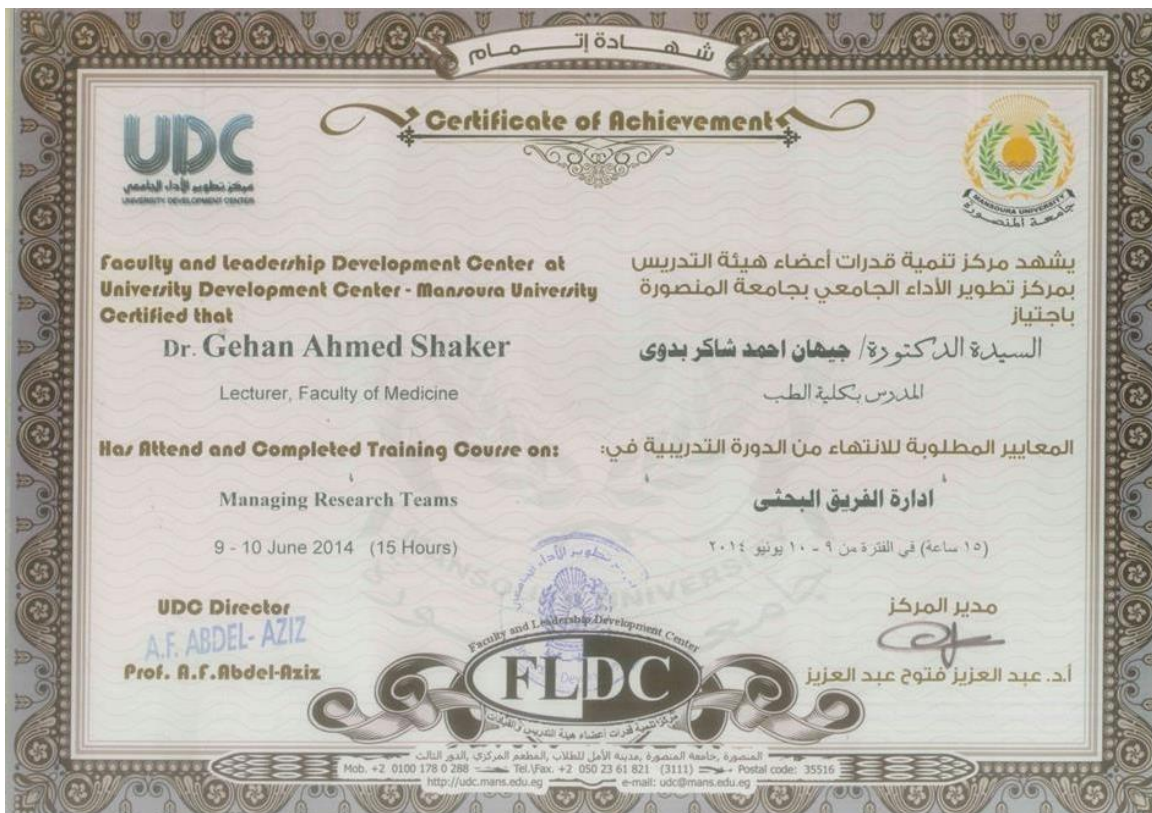 شهادة إتمام
Certificate of Achievement
UDC
مركز تطوير الأداء الجامعي
UNIVERSITY DEVELOPMENT CENTER
MANSOURA UNIVERSITY
جامعة المنصورة
Faculty and Leadership Development Center at
University Development Center - Mansoura University
Certified that
يشهد مركز تنمية قدرات أعضاء هيئة التدريس
بمركز تطوير الأداء الجامعي بجامعة المنصورة
باجتياز
Dr. Gehan Ahmed Shaker
السيدة الدكتورة/ جيهان احمد شاكر بدوى
Lecturer, Faculty of Medicine
المدرس بكلية الطب
Has Attend and Completed Training Course on:
المعايير المطلوبة للانتهاء من الدورة التدريبية في:
Managing Research Teams
ادارة الفريق البحثى
9 - 10 June 2014 (15 Hours)
(١٥ ساعة) في الفترة من ٩ - ١٠ يونيو ٢٠١٤
UDC Director
A.F. ABDEL-AZIZ
Prof. A.F.Abdel-Aziz
مدير المركز
أ.د. عبد العزيز فتوح عبد العزيز
Faculty and Leadership Development Center
FLDC
مركز تنمية قدرات أعضاء هيئة التدريس والقيادات
المنصورة ,جامعة المنصورة ,مدينة الأمل للطلاب ,المطعم المركزي ,الدور الثالث
Mob. +2 0100 178 0 288 Tel.\Fax. +2 050 23 61 821 (3111) Postal code: 35516
http://udc.mans.edu.eg e-mail: udc@mans.edu.eg